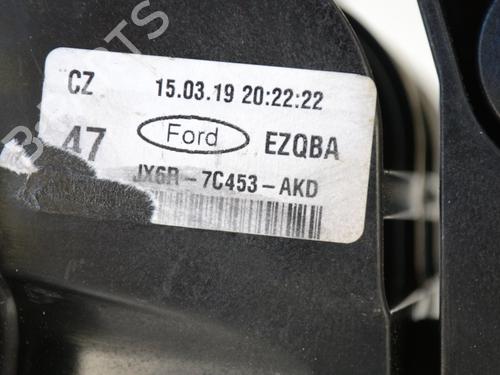 CZ 15.03.19 20:22:22
47 Ford EZQBA
JX6R-7C453-AKD